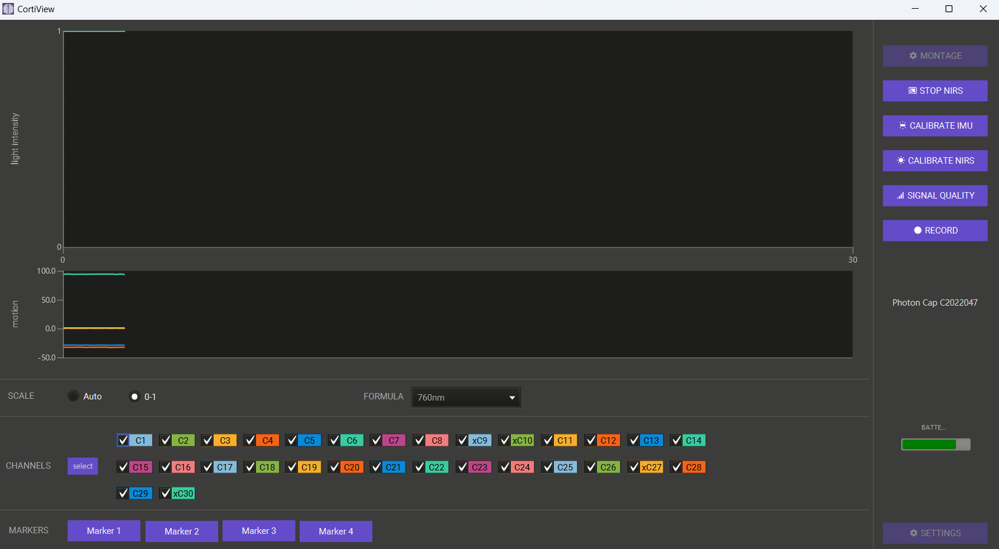 CortiView
1
light intensity
0
0
30
100.0
50.0
motion
0.0
-50.0
SCALE
Auto
0-1
FORMULA
760nm
CHANNELS
select
C1 C2 C3 C4 C5 C6 C7 C8 xC9 xC10 C11 C12 C13 C14
C15 C16 C17 C18 C19 C20 C21 C22 C23 C24 C25 C26 xC27 C28
C29 xC30
MARKERS
Marker 1
Marker 2
Marker 3
Marker 4
MONTAGE
STOP NIRS
CALIBRATE IMU
CALIBRATE NIRS
SIGNAL QUALITY
RECORD
Photon Cap C2022047
BATTE...
SETTINGS